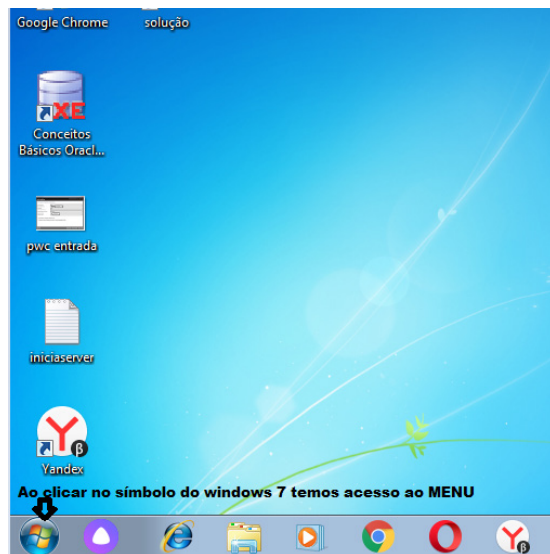 Google Chrome
solução
XE
Conceitos
Básicos Oracl...
pwc entrada
iniciaserver
Y
β
Yandex
Ao clicar no símbolo do windows 7 temos acesso ao MENU
Y
β